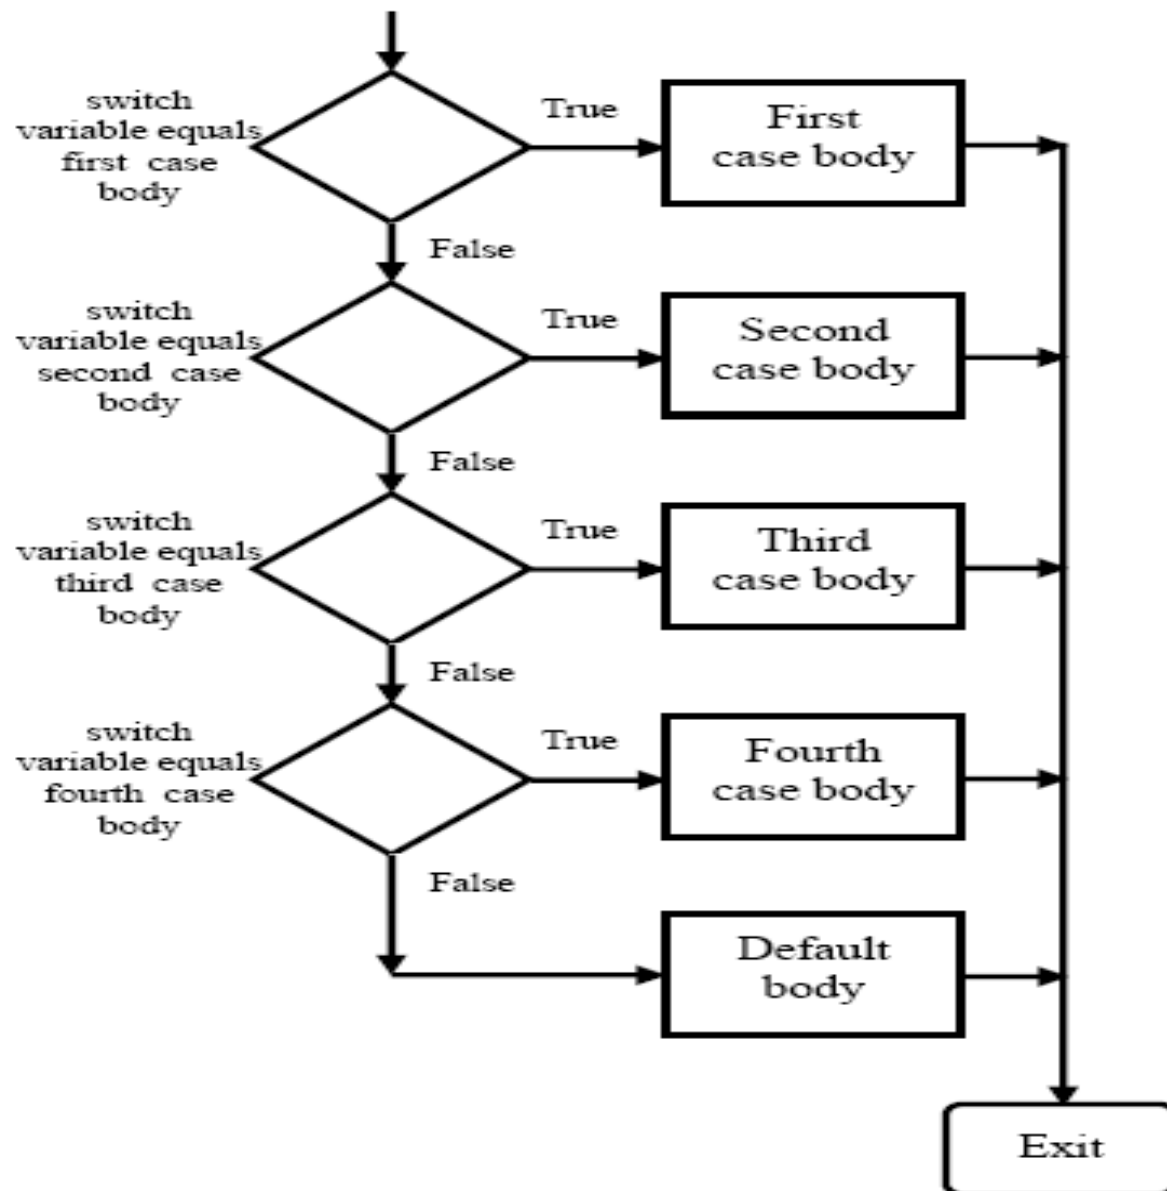 switch
variable equals
first case
body
True
First
case body
False
switch
variable equals
second case
body
True
Second
case body
False
switch
variable equals
third case
body
True
Third
case body
False
switch
variable equals
fourth case
body
True
Fourth
case body
False
Default
body
Exit